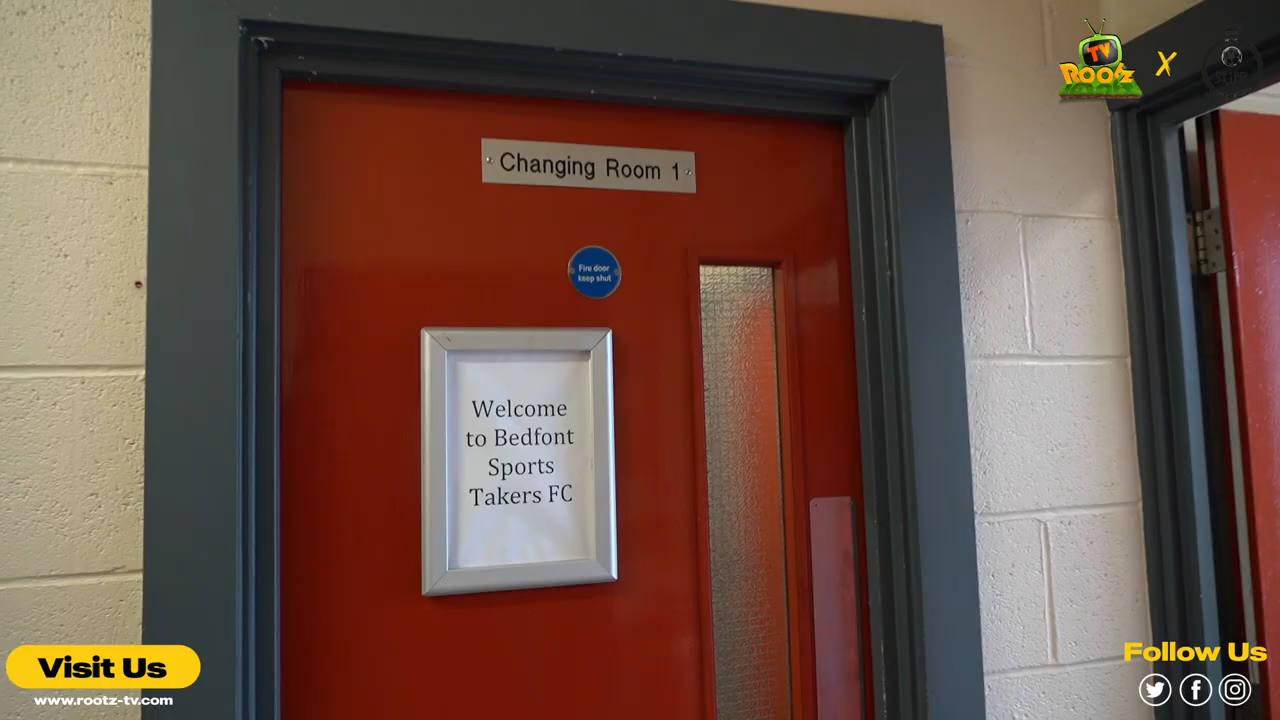 TV
Rootz
X
Changing Room 1
Fire door
keep shut
Welcome
to Bedfont
Sports
Takers FC
Visit Us
www.rootz-tv.com
Follow Us